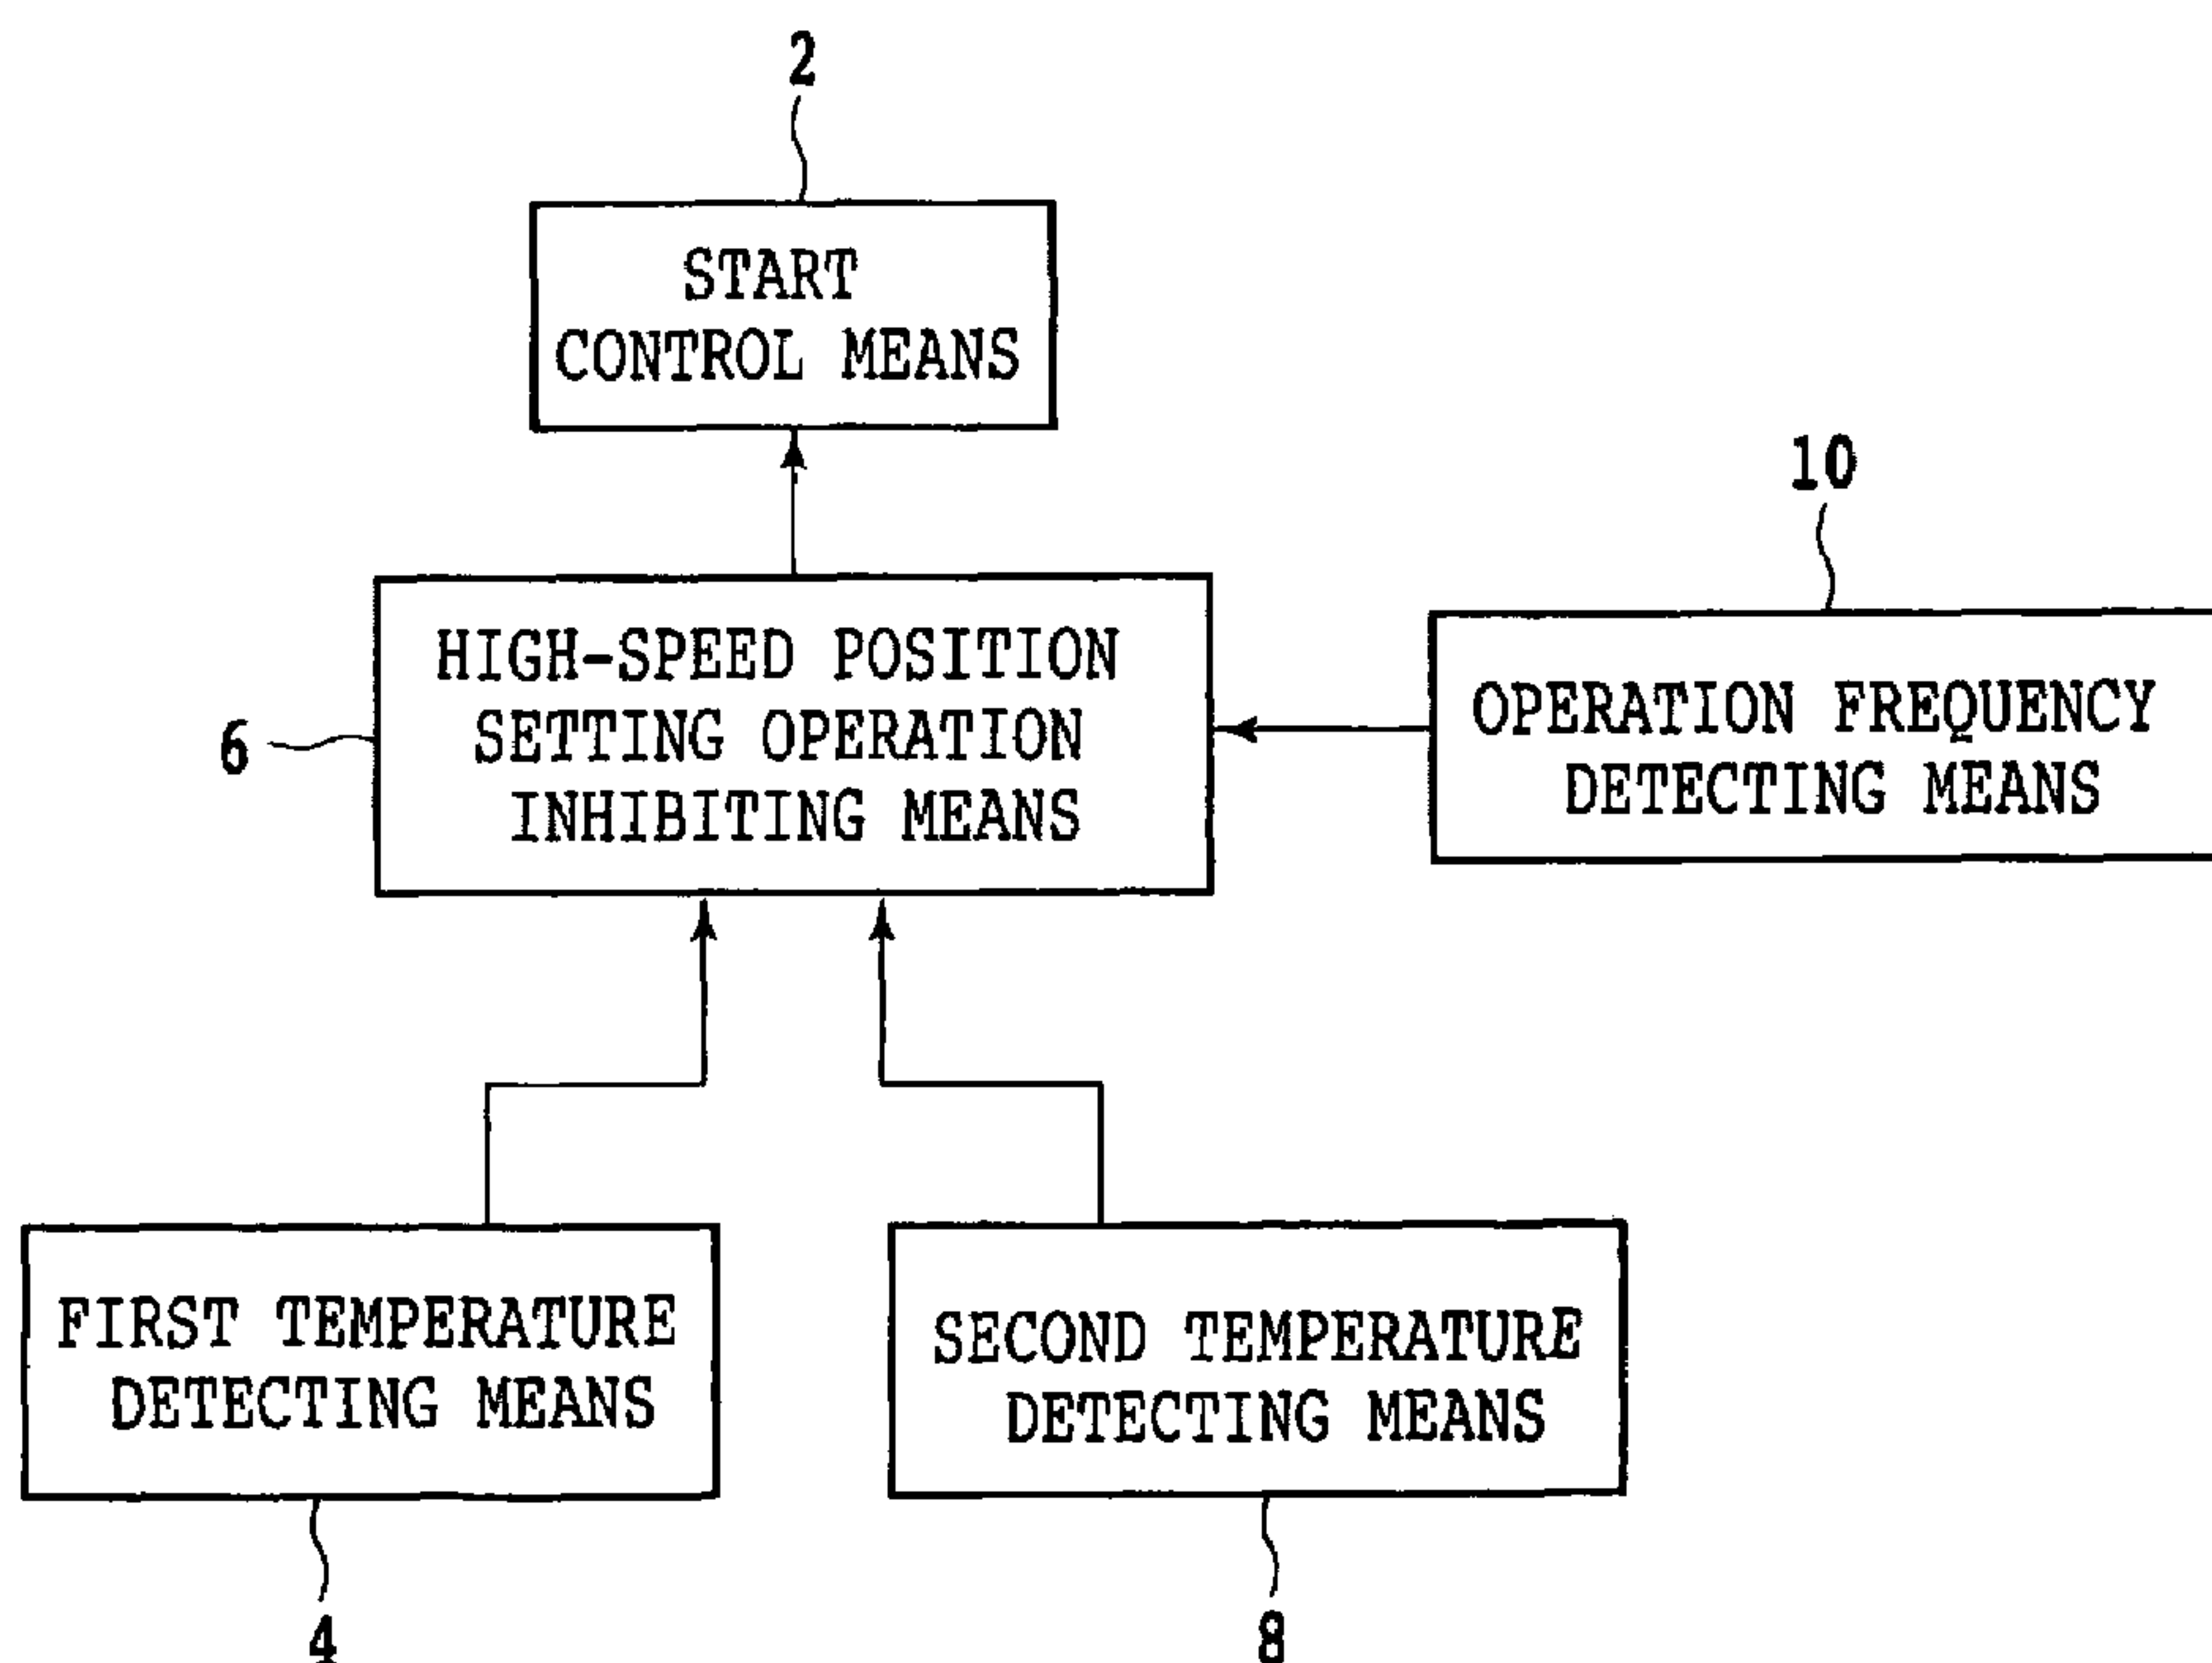 2
START
CONTROL MEANS
10
HIGH-SPEED POSITION
SETTING OPERATION
INHIBITING MEANS
6
OPERATION FREQUENCY
DETECTING MEANS
FIRST TEMPERATURE
DETECTING MEANS
SECOND TEMPERATURE
DETECTING MEANS
4
8